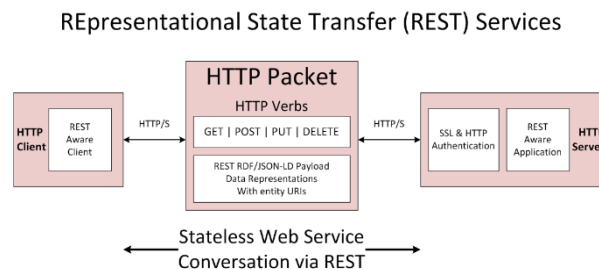 REpresentational State Transfer (REST) Services
HTTP Packet
HTTP Verbs
GET | POST | PUT | DELETE
REST RDF/JSON-LD Payload
Data Representations
With entity URIs
HTTP
Client
REST
Aware
Client
HTTP/S
HTTP/S
SSL & HTTP
Authentication
REST
Aware
Application
HTT
Serve
Stateless Web Service
Conversation via REST